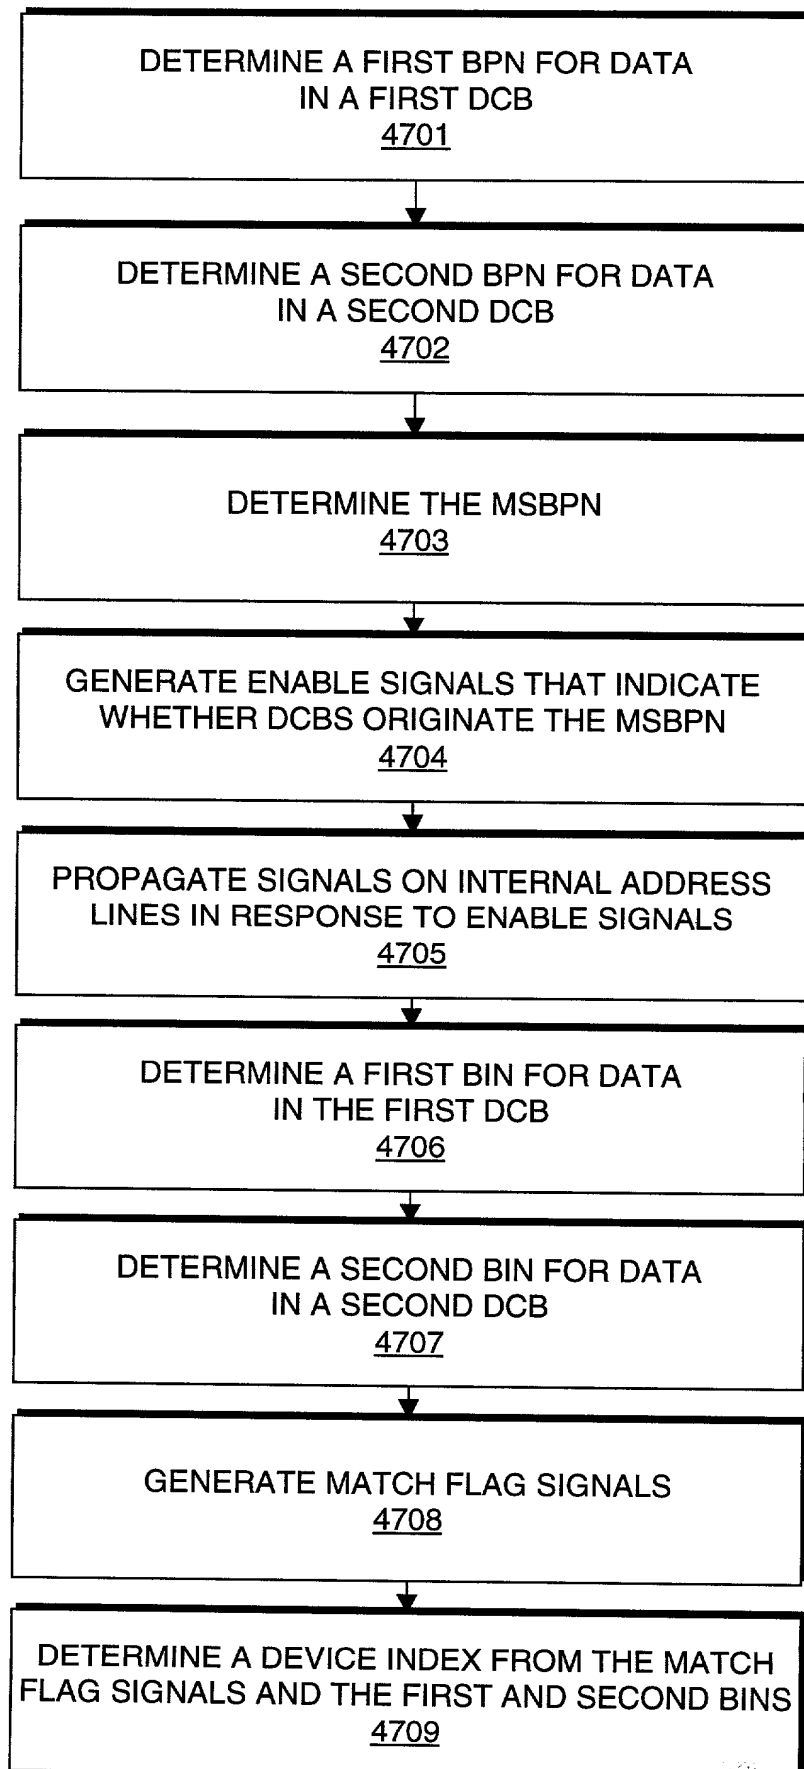 DETERMINE A FIRST BPN FOR DATA
IN A FIRST DCB
4701
DETERMINE A SECOND BPN FOR DATA
IN A SECOND DCB
4702
DETERMINE THE MSBPN
4703
GENERATE ENABLE SIGNALS THAT INDICATE
WHETHER DCBS ORIGINATE THE MSBPN
4704
PROPAGATE SIGNALS ON INTERNAL ADDRESS
LINES IN RESPONSE TO ENABLE SIGNALS
4705
DETERMINE A FIRST BIN FOR DATA
IN THE FIRST DCB
4706
DETERMINE A SECOND BIN FOR DATA
IN A SECOND DCB
4707
GENERATE MATCH FLAG SIGNALS
4708
DETERMINE A DEVICE INDEX FROM THE MATCH
FLAG SIGNALS AND THE FIRST AND SECOND BINS
4709